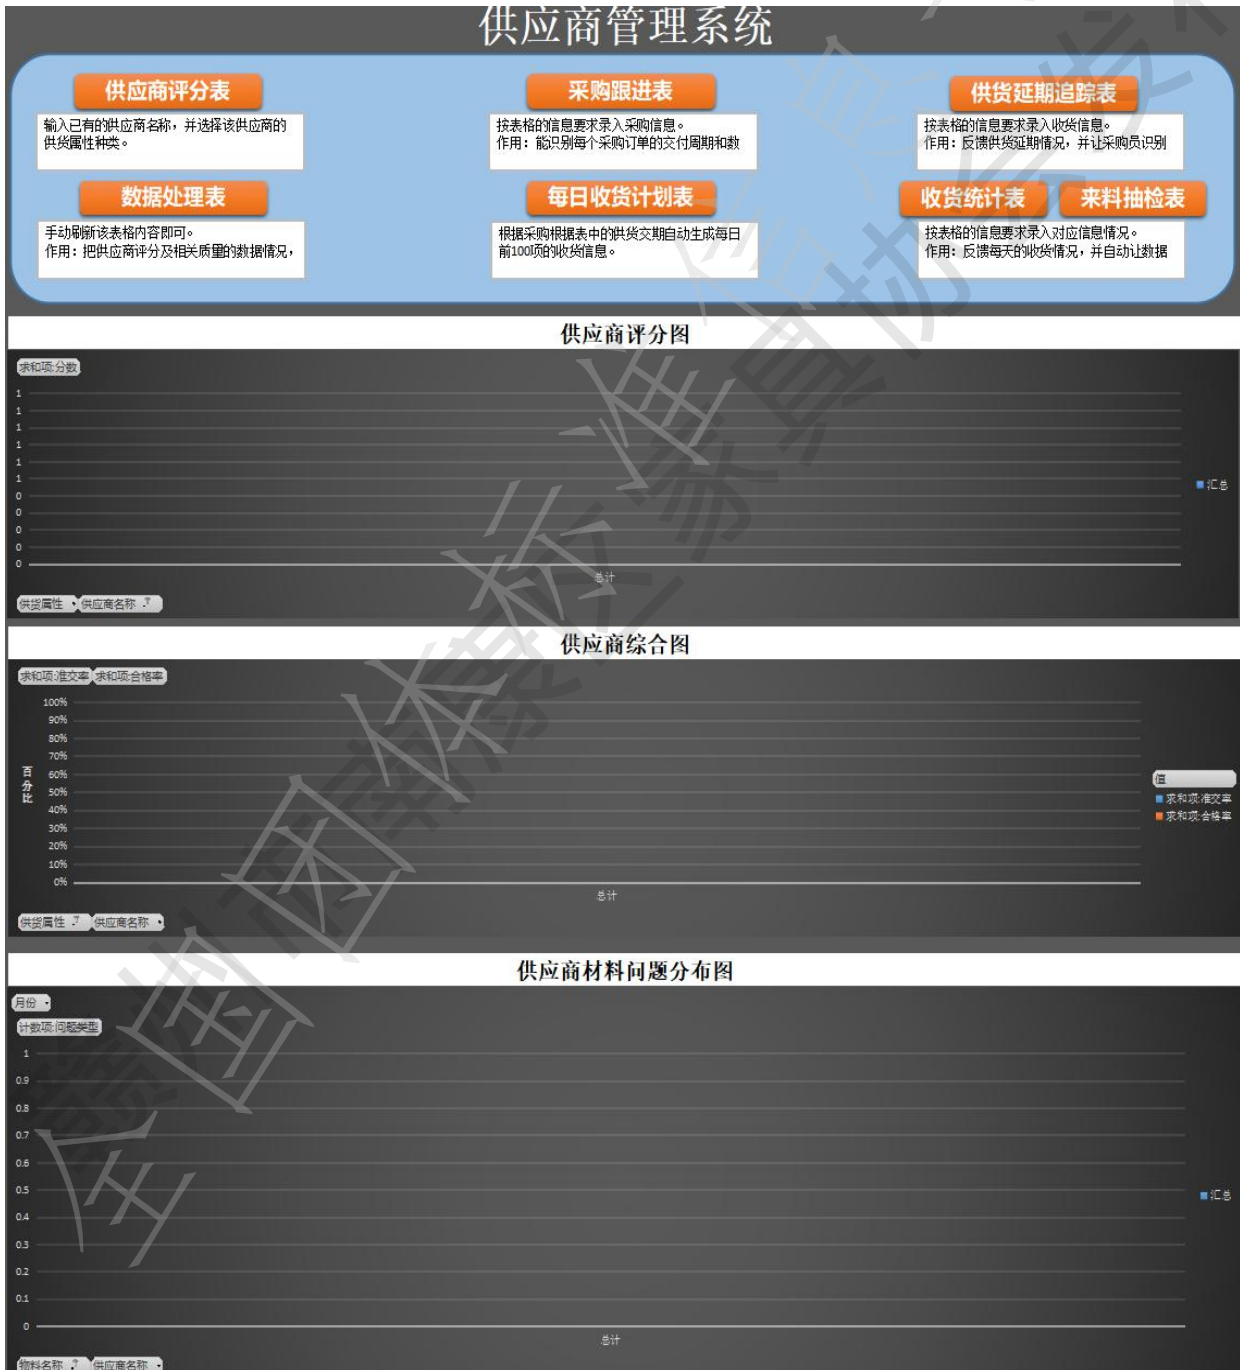 供应商管理系统
供应商评分表
采购跟进表
供货延期追踪表
输入已有的供应商名称，并选择该供应商的
供货属性种类。
按表格的信息要求录入采购信息。
作用：能识别每个采购订单的交付周期和数
按表格的信息要求录入收货信息。
作用：反馈供货延期情况，并让采购员识别
数据处理表
每日收货计划表
收货统计表
来料抽检表
手动刷新该表格内容即可。
作用：把供应商评分及相关质量的数据情况，
根据采购根据表中的供货交期自动生成每日
前100项的收货信息。
按表格的信息要求录入对应信息情况。
作用：反馈每天的收货情况，并自动让数据
供应商评分图
求和项:分数
1
1
1
1
1
1
0
0
0
0
0
汇总
总计
供货属性
供应商名称
供应商综合图
求和项:准交率
求和项:合格率
100%
90%
80%
70%
60%
50%
40%
30%
20%
10%
0%
百分比
值
求和项:准交率
求和项:合格率
总计
供货属性
供应商名称
供应商材料问题分布图
月份
计数项:问题类型
1
0.9
0.8
0.7
0.6
0.5
0.4
0.3
0.2
0.1
0
汇总
总计
物料名称
供应商名称